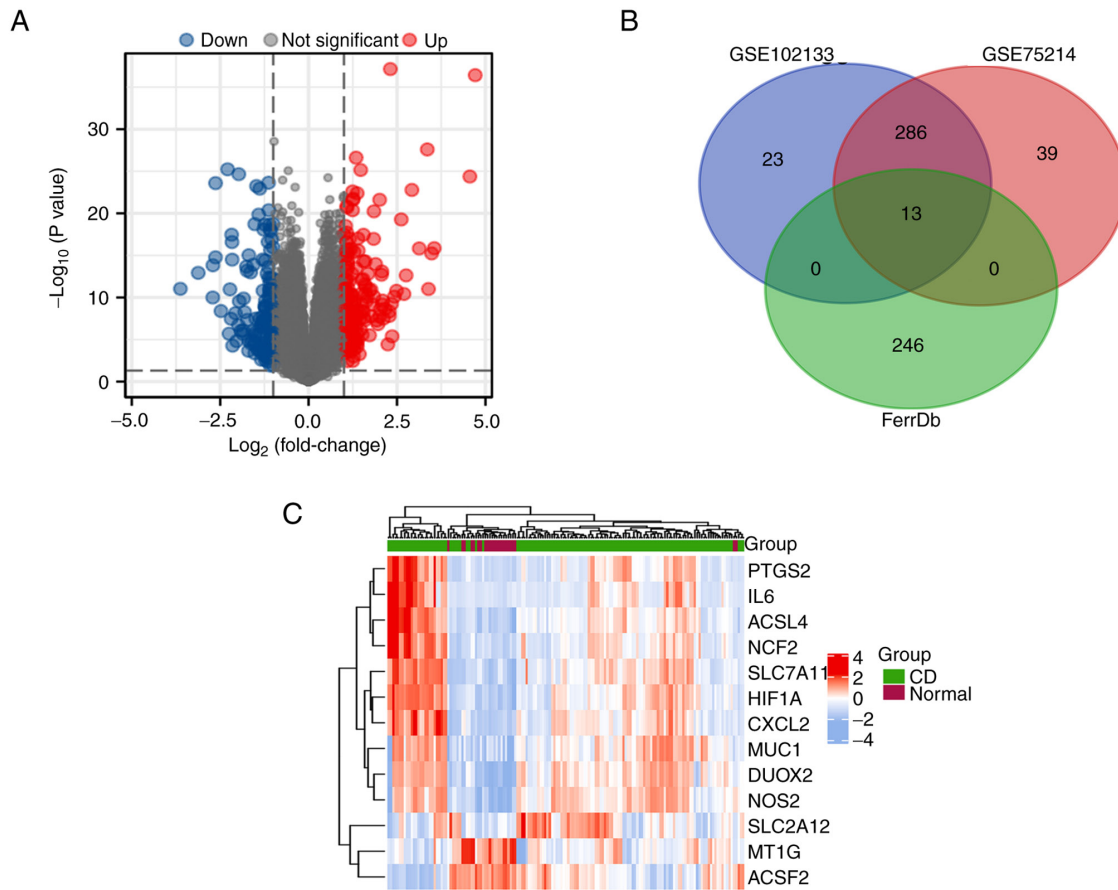 A
Down Not significant Up
−Log10 (P value)
30
20
10
0
−5.0 −2.5 0.0 2.5 5.0
Log2 (fold-change)
B
GSE102133 GSE75214
286
23 39
13
0 0
246
FerrDb
C
Group
PTGS2
IL6
ACSL4
NCF2
SLC7A11
HIF1A
CXCL2
MUC1
DUOX2
NOS2
SLC2A12
MT1G
ACSF2
4
2
0
−2
−4
Group
CD
Normal